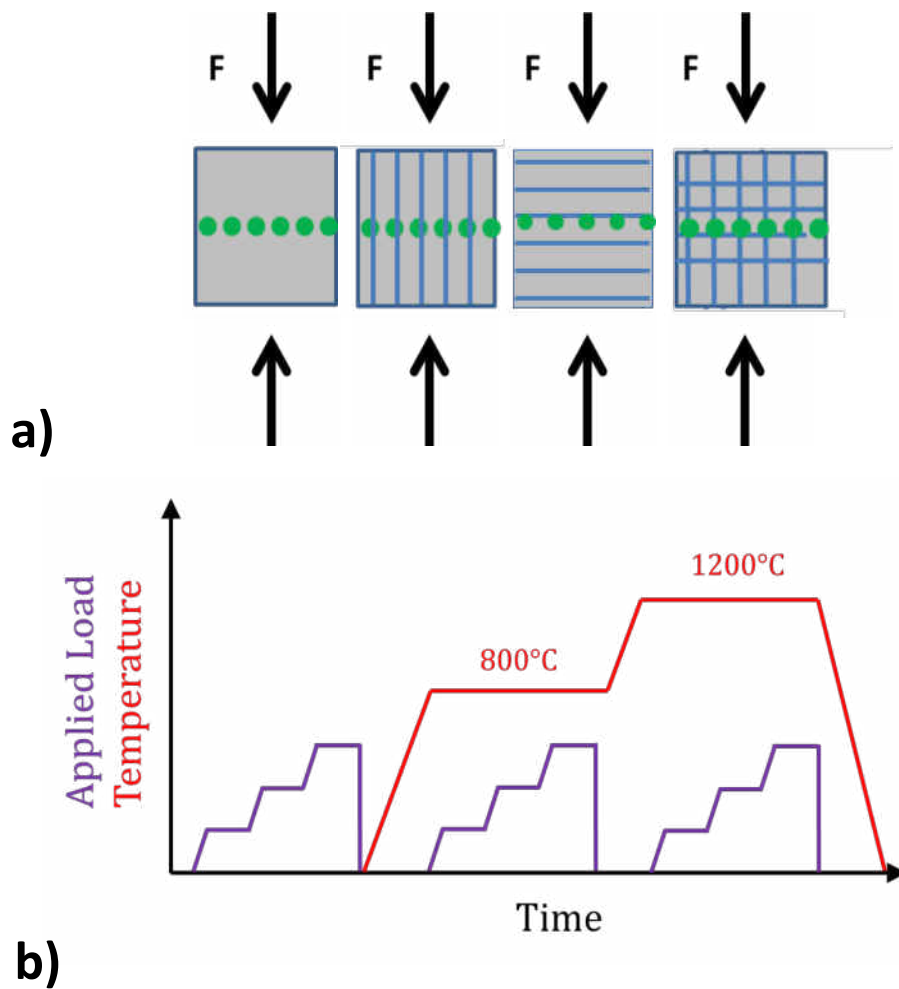 F F F F
a)
1200°C
800°C
Applied Load
Temperature
Time
b)